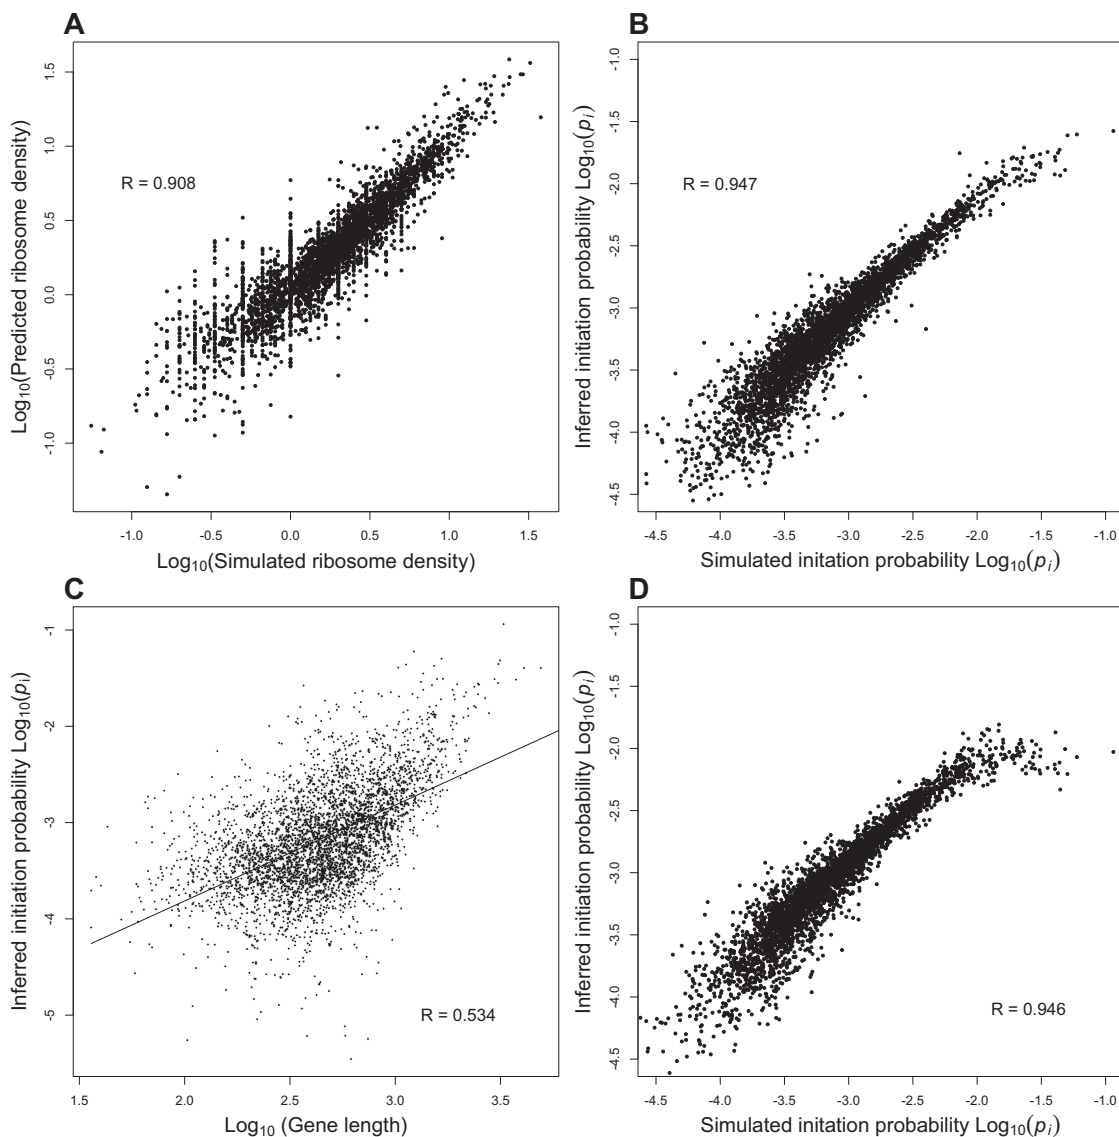 A
Log10(Predicted ribosome density)
1.5
1.0
0.5
0.0
-0.5
-1.0
R = 0.908
-1.0 -0.5 0.0 0.5 1.0 1.5
Log10(Simulated ribosome density)
B
Inferred initiation probability Log10(pi)
-1.0
-1.5
-2.0
-2.5
-3.0
-3.5
-4.0
-4.5
R = 0.947
-4.5 -4.0 -3.5 -3.0 -2.5 -2.0 -1.5 -1.0
Simulated initation probability Log10(pi)
C
Inferred initiation probability Log10(pi)
-1
-2
-3
-4
-5
R = 0.534
1.5 2.0 2.5 3.0 3.5
Log10 (Gene length)
D
Inferred initiation probability Log10(pi)
-1.0
-1.5
-2.0
-2.5
-3.0
-3.5
-4.0
-4.5
R = 0.946
-4.5 -4.0 -3.5 -3.0 -2.5 -2.0 -1.5 -1.0
Simulated initation probability Log10(pi)